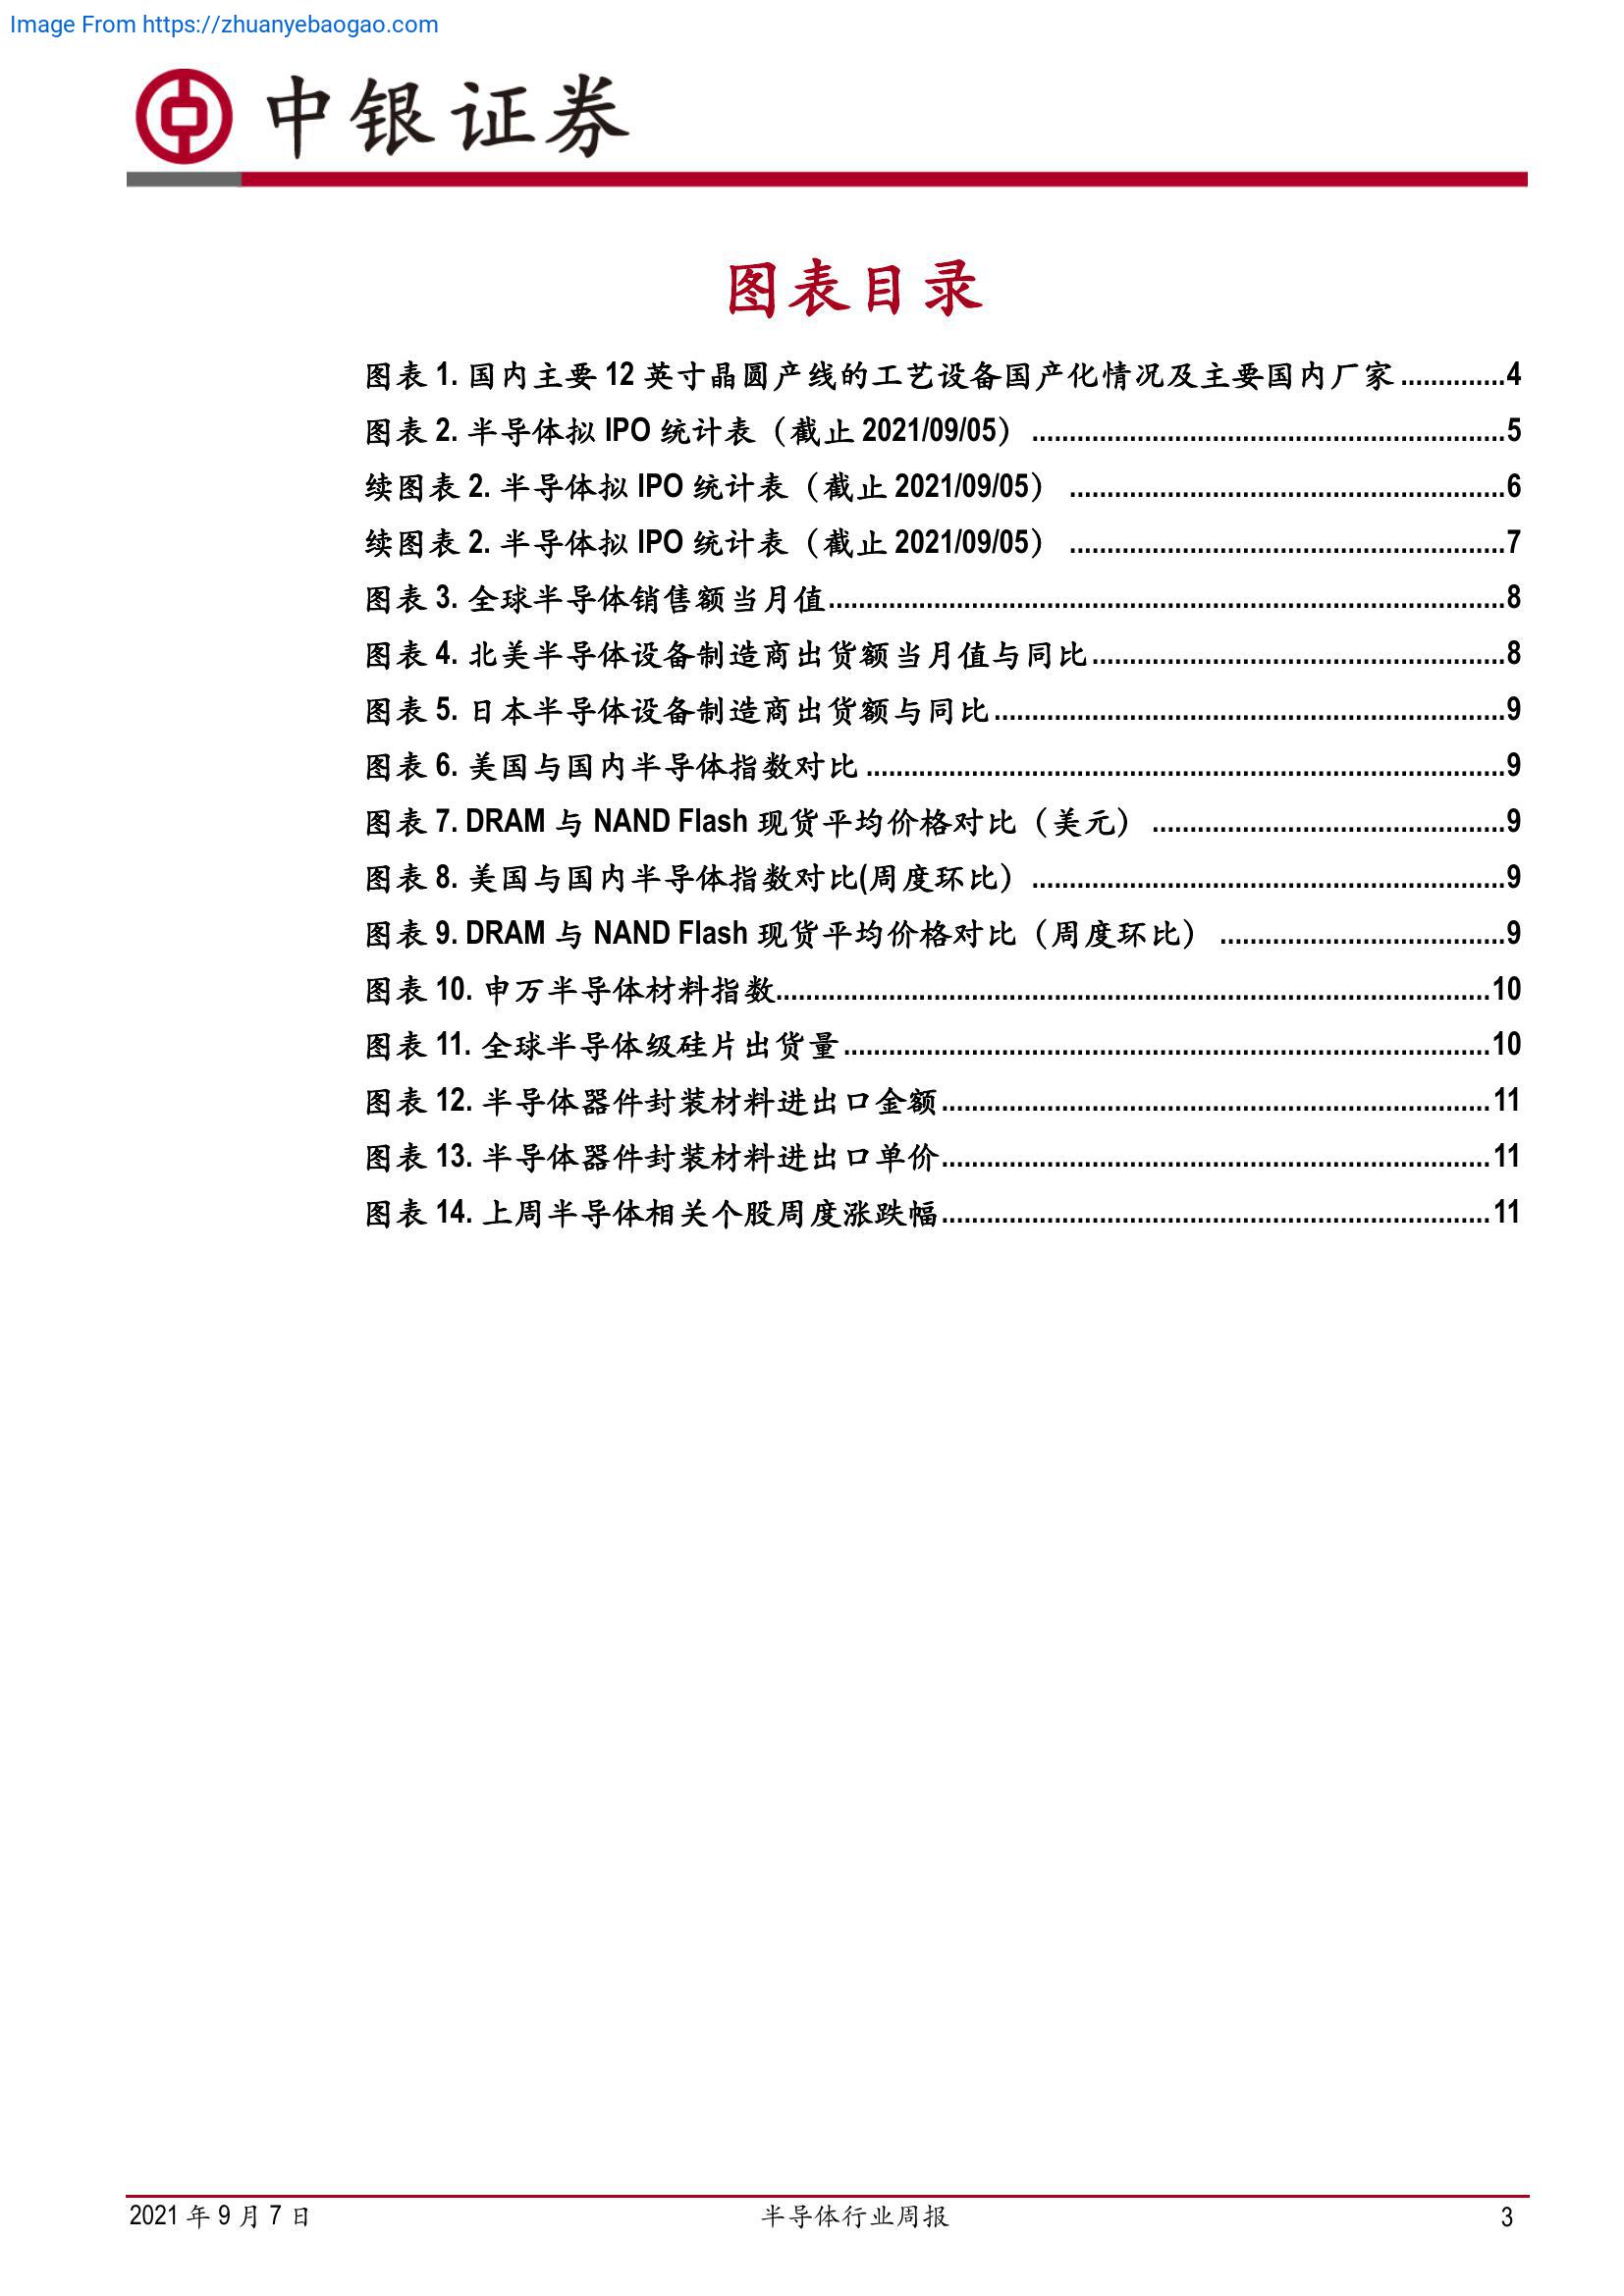 Image From https://zhuanyebaogao.com
中银证券
图表目录
图表 1. 国内主要 12 英寸晶圆产线的工艺设备国产化情况及主要国内厂家 ..............4
图表 2. 半导体拟 IPO 统计表（截止 2021/09/05） ...............................................................5
续图表 2. 半导体拟 IPO 统计表（截止 2021/09/05） ..........................................................6
续图表 2. 半导体拟 IPO 统计表（截止 2021/09/05） ..........................................................7
图表 3. 全球半导体销售额当月值..........................................................................................8
图表 4. 北美半导体设备制造商出货额当月值与同比.......................................................8
图表 5. 日本半导体设备制造商出货额与同比....................................................................9
图表 6. 美国与国内半导体指数对比 .....................................................................................9
图表 7. DRAM 与 NAND Flash 现货平均价格对比（美元） ...............................................9
图表 8. 美国与国内半导体指数对比(周度环比） ...............................................................9
图表 9. DRAM 与 NAND Flash 现货平均价格对比（周度环比） ......................................9
图表 10. 申万半导体材料指数...............................................................................................10
图表 11. 全球半导体级硅片出货量......................................................................................10
图表 12. 半导体器件封装材料进出口金额.........................................................................11
图表 13. 半导体器件封装材料进出口单价.........................................................................11
图表 14. 上周半导体相关个股周度涨跌幅.........................................................................11
2021 年 9 月 7 日
半导体行业周报
3